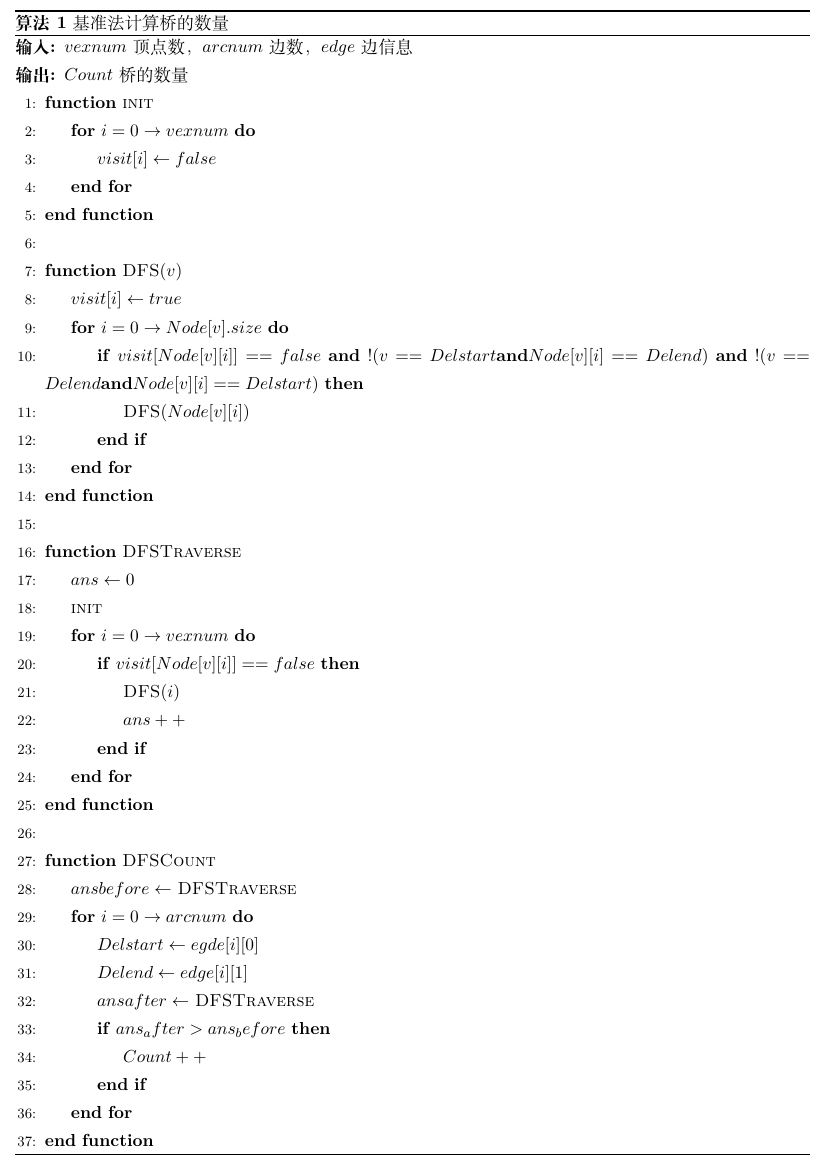 算法 1 基准法计算桥的数量
输入: vexnum 顶点数，arcnum 边数，edge 边信息
输出: Count 桥的数量
1: function INIT
2: for i = 0 → vexnum do
3: visit[i] ← false
4: end for
5: end function
6:
7: function DFS(v)
8: visit[i] ← true
9: for i = 0 → Node[v].size do
10: if visit[Node[v][i]] == false and !(v == DelstartandNode[v][i] == Delend) and !(v ==
DelendandNode[v][i] == Delstart) then
11: DFS(Node[v][i])
12: end if
13: end for
14: end function
15:
16: function DFSTraverse
17: ans ← 0
18: INIT
19: for i = 0 → vexnum do
20: if visit[Node[v][i]] == false then
21: DFS(i)
22: ans + +
23: end if
24: end for
25: end function
26:
27: function DFSCount
28: ansbefore ← DFSTraverse
29: for i = 0 → arcnum do
30: Delstart ← egde[i][0]
31: Delend ← edge[i][1]
32: ansafter ← DFSTraverse
33: if ans_after > ans_before then
34: Count + +
35: end if
36: end for
37: end function